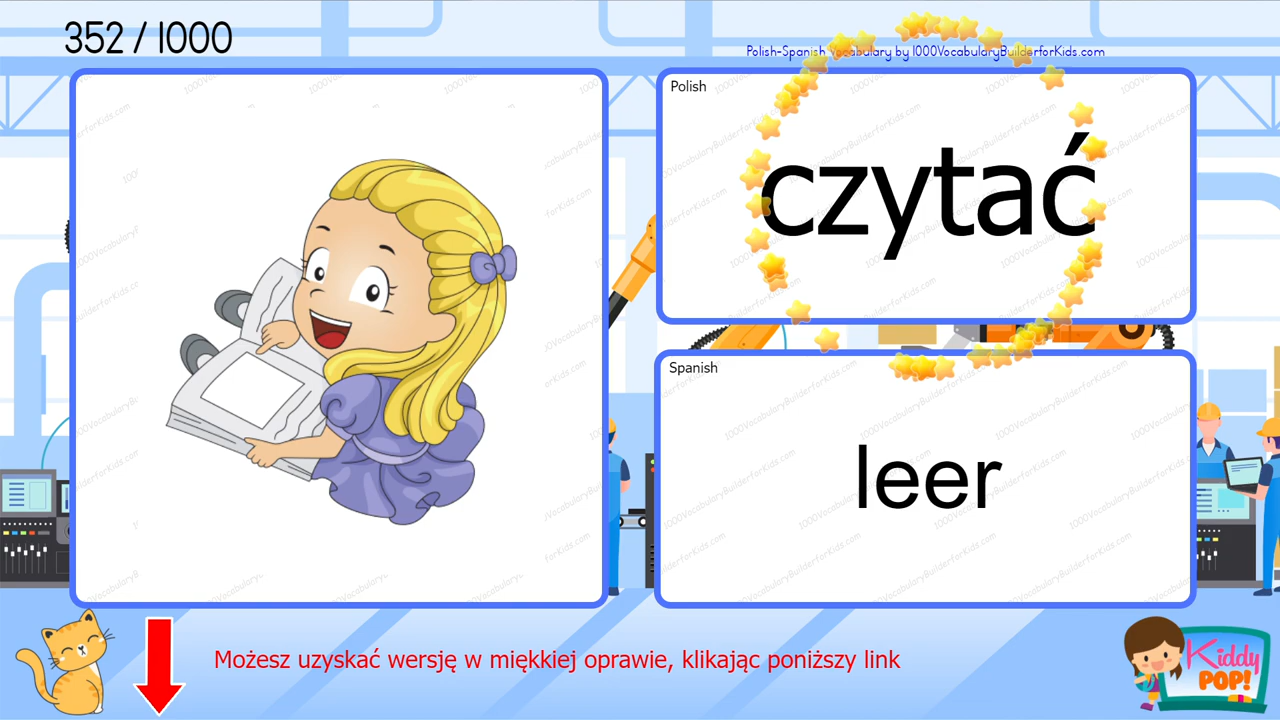 352 / 1000
Polish-Spanish Vocabulary by 1000VocabularyBuilderforKids.com
Polish
czytać
Spanish
leer
Możesz uzyskać wersję w miękkiej oprawie, klikając poniższy link
Kiddy
POP!